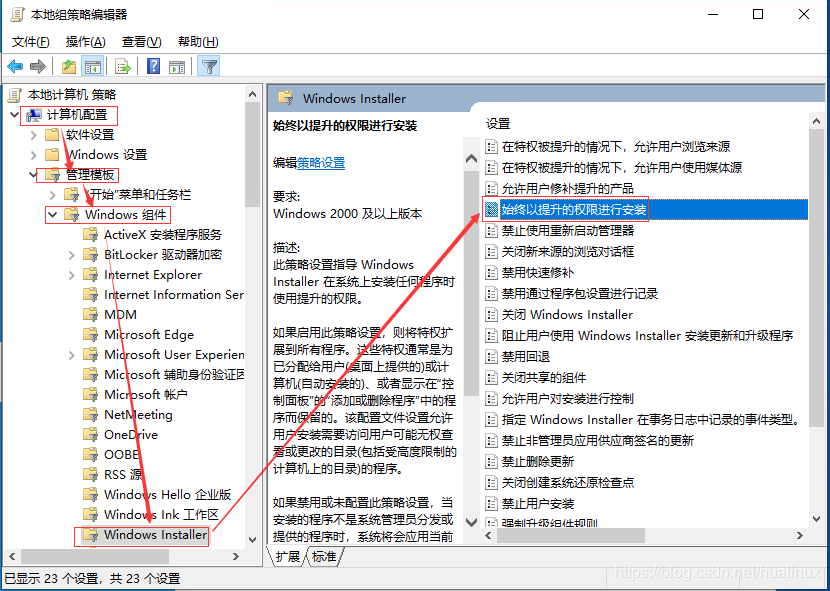 本地组策略编辑器
文件(F) 操作(A) 查看(V) 帮助(H)
本地计算机 策略
计算机配置
软件设置
Windows 设置
管理模板
"开始"菜单和任务栏
Windows 组件
ActiveX 安装程序服务
BitLocker 驱动器加密
Internet Explorer
Internet Information Ser
MDM
Microsoft Edge
Microsoft User Experien
Microsoft 辅助身份验证因
Microsoft 帐户
NetMeeting
OneDrive
OOBE
RSS 源
Windows Hello 企业版
Windows Ink 工作区
Windows Installer
Windows Installer
始终以提升的权限进行安装
编辑策略设置
要求:
Windows 2000 及以上版本
描述:
此策略设置指导 Windows
Installer 在系统上安装任何程序时
使用提升的权限。
如果启用此策略设置，则将特权扩
展到所有程序。这些特权通常是为
已分配给用户(桌面上提供的)或计
算机(自动安装的)、或者显示在"控
制面板"的"添加或删除程序"中的程
序而保留的。该配置文件设置允许
用户安装需要访问用户可能无权查
看或更改的目录(包括受高度限制的
计算机上的目录)的程序。
如果禁用或未配置此策略设置，当
安装的程序不是系统管理员分发或
提供的程序时，系统将会应用当前
设置
在特权被提升的情况下，允许用户浏览来源
在特权被提升的情况下，允许用户使用媒体源
允许用户修补提升的产品
始终以提升的权限进行安装
禁止使用重新启动管理器
关闭新来源的浏览对话框
禁用快速修补
禁用通过程序包设置进行记录
关闭 Windows Installer
阻止用户使用 Windows Installer 安装更新和升级程序
禁用回退
关闭共享的组件
允许用户对安装进行控制
指定 Windows Installer 在事务日志中记录的事件类型。
禁止非管理员应用供应商签名的更新
禁止删除更新
关闭创建系统还原检查点
禁止用户安装
强制升级组件规则
扩展 标准
已显示 23 个设置，共 23 个设置
https://blog.csdn.net/hualinux